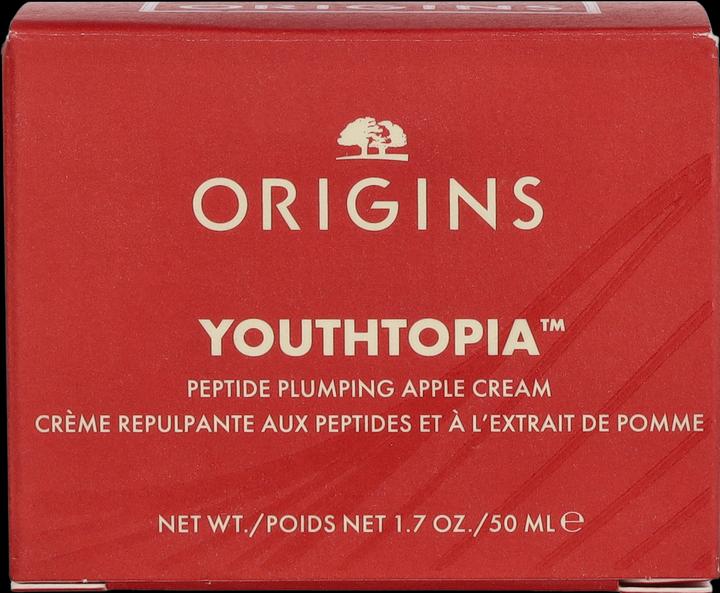 ORIGINS
ORIGINS
YOUTHTOPIA™
PEPTIDE PLUMPING APPLE CREAM
CRÈME REPULPANTE AUX PEPTIDES ET À L'EXTRAIT DE POMME
NET WT./POIDS NET 1.7 OZ./50 ML ℮